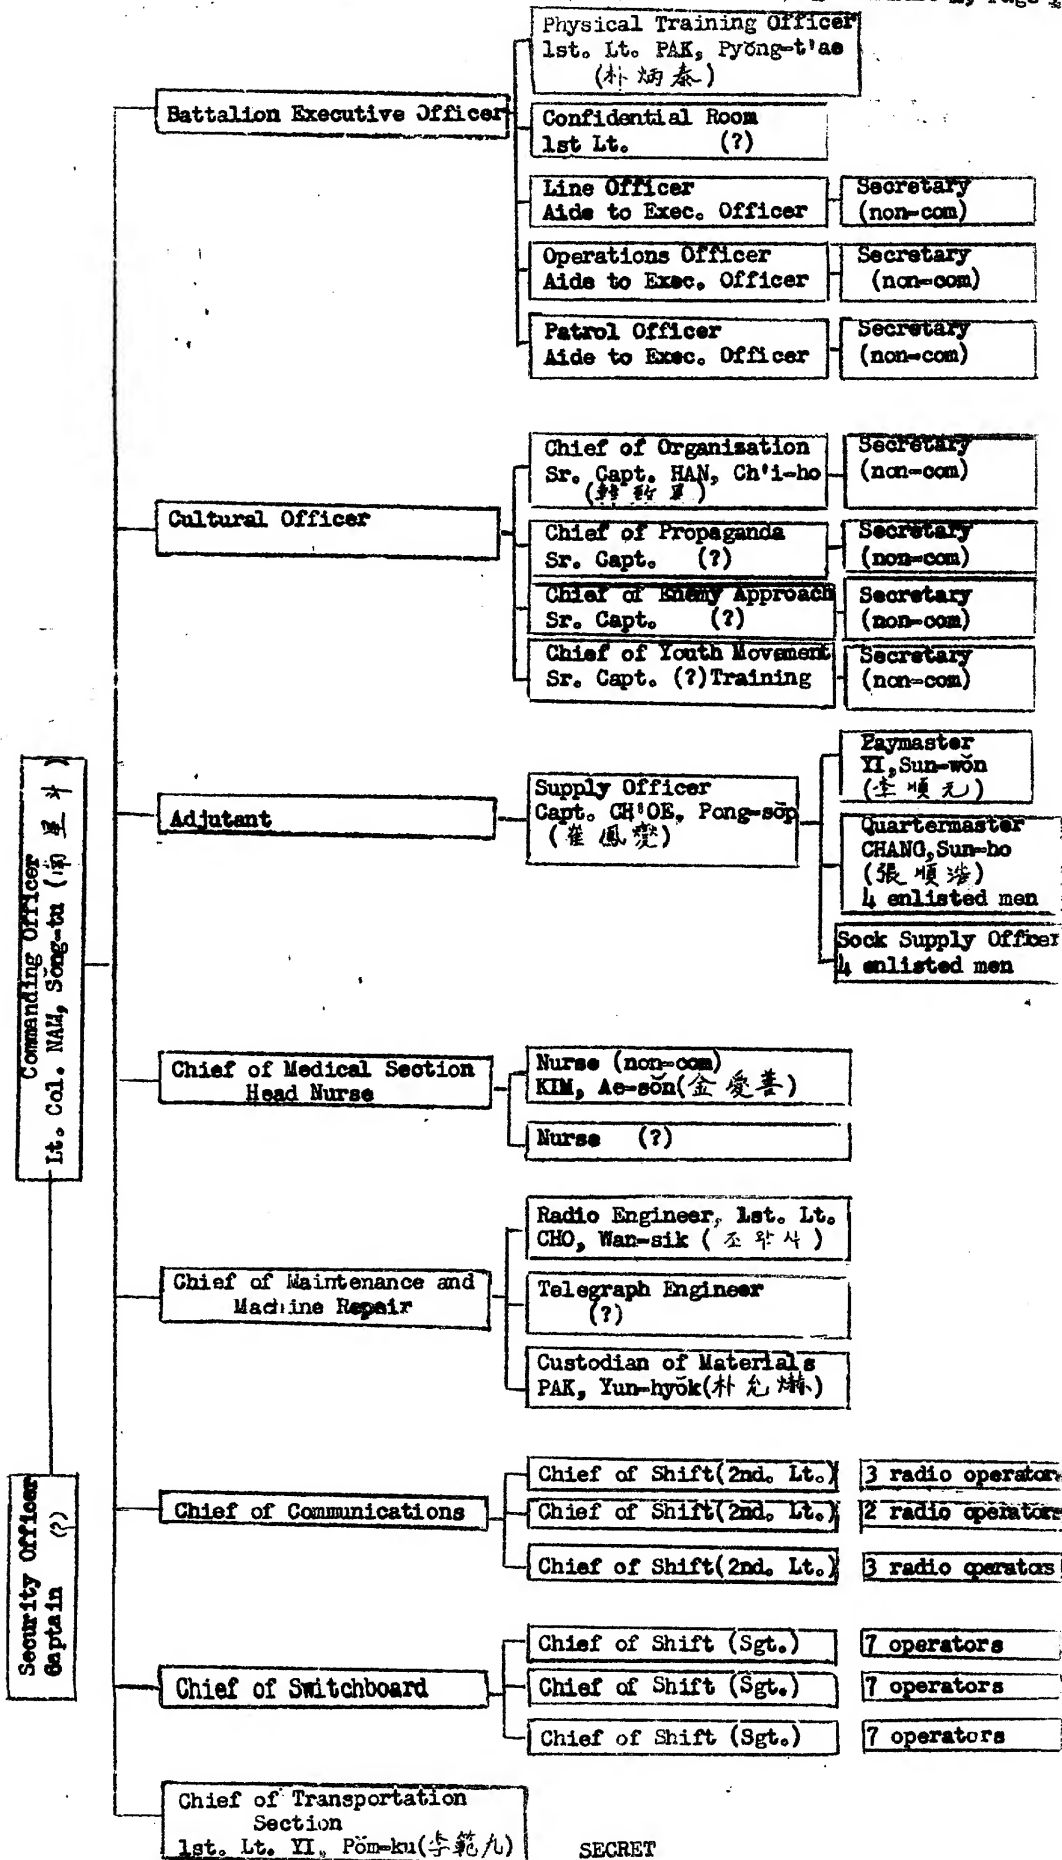 Page
Physical Training Officer
1st. Lt. PAK, Pyŏng-t'ae
(朴炳泰)
Battalion Executive Officer
Confidential Room
1st Lt. (?)
Line Officer
Aide to Exec. Officer
Secretary
(non-com)
Operations Officer
Aide to Exec. Officer
Secretary
(non-com)
Patrol Officer
Aide to Exec. Officer
Secretary
(non-com)
Cultural Officer
Chief of Organization
Sr. Capt. HAN, Ch'i-ho
Secretary
(non-com)
Chief of Propaganda
Sr. Capt. (?)
Secretary
(non-com)
Chief of Enemy Approach
Sr. Capt. (?)
Secretary
(non-com)
Chief of Youth Movement
Sr. Capt. (?) Training
Secretary
(non-com)
Commanding Officer
Lt. Col. NAM, Sŏng-tu (南星斗)
Adjutant
Supply Officer
Capt. CH'OE, Pong-sŏp
(崔鳳燮)
Paymaster
YI, Sun-wŏn
(李順元)
Quartermaster
CHANG, Sun-ho
(張順浩)
4 enlisted men
Sock Supply Officer
4 enlisted men
Chief of Medical Section
Head Nurse
Nurse (non-com)
KIM, Ae-sŏn (金愛善)
Nurse (?)
Chief of Maintenance and
Machine Repair
Radio Engineer, 1st. Lt.
CHO, Wan-sik
Telegraph Engineer
(?)
Custodian of Materials
PAK, Yun-hyŏk (朴允爀)
Security Officer
Captain (?)
Chief of Communications
Chief of Shift (2nd. Lt.)
3 radio operator
Chief of Shift (2nd. Lt.)
2 radio operators
Chief of Shift (2nd. Lt.)
3 radio operators
Chief of Switchboard
Chief of Shift (Sgt.)
7 operators
Chief of Shift (Sgt.)
7 operators
Chief of Shift (Sgt.)
7 operators
Chief of Transportation
Section
1st. Lt. YI, Pŏm-ku (李範九)
SECRET